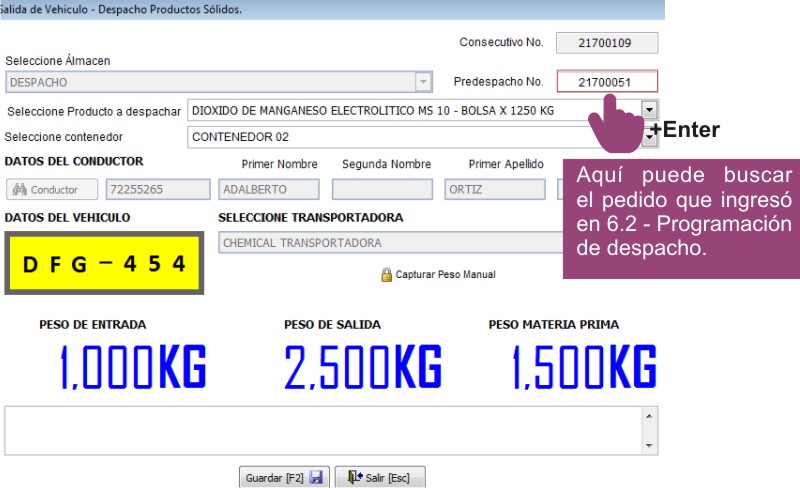 Salida de Vehiculo - Despacho Productos Sólidos.
Consecutivo No. 21700109
Seleccione Álmacen
DESPACHO
Predespacho No. 21700051
Seleccione Producto a despachar DIOXIDO DE MANGANESO ELECTROLITICO MS 10 - BOLSA X 1250 KG
Seleccione contenedor CONTENEDOR 02
+Enter
DATOS DEL CONDUCTOR Primer Nombre Segunda Nombre Primer Apellido
Conductor 72255265 ADALBERTO ORTIZ
Aquí puede buscar
el pedido que ingresó
en 6.2 - Programación
de despacho.
DATOS DEL VEHICULO SELECCIONE TRANSPORTADORA
CHEMICAL TRANSPORTADORA
DFG-454
Capturar Peso Manual
PESO DE ENTRADA PESO DE SALIDA PESO MATERIA PRIMA
1,000KG 2,500KG 1,500KG
Guardar [F2] Salir [Esc]